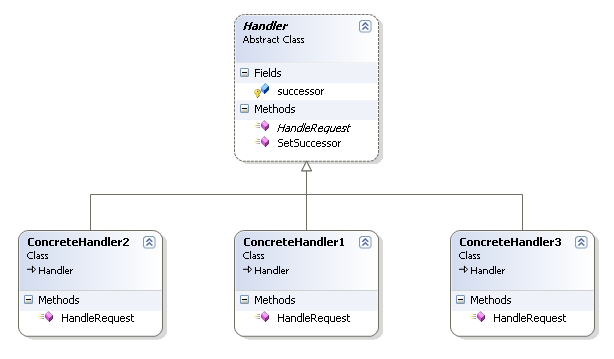 Handler
Abstract Class
Fields
successor
Methods
HandleRequest
SetSuccessor
ConcreteHandler2
Class
Handler
Methods
HandleRequest
ConcreteHandler1
Class
Handler
Methods
HandleRequest
ConcreteHandler3
Class
Handler
Methods
HandleRequest